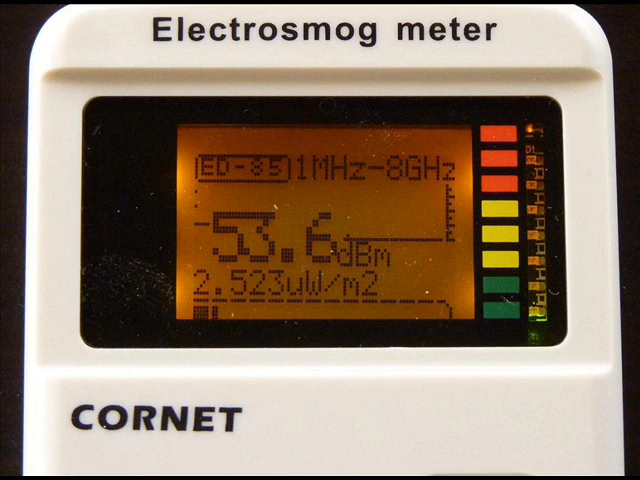 Electrosmog meter
ED-85 1MHz-8GHz
-53.6dBm
2.523uW/m2
CORNET